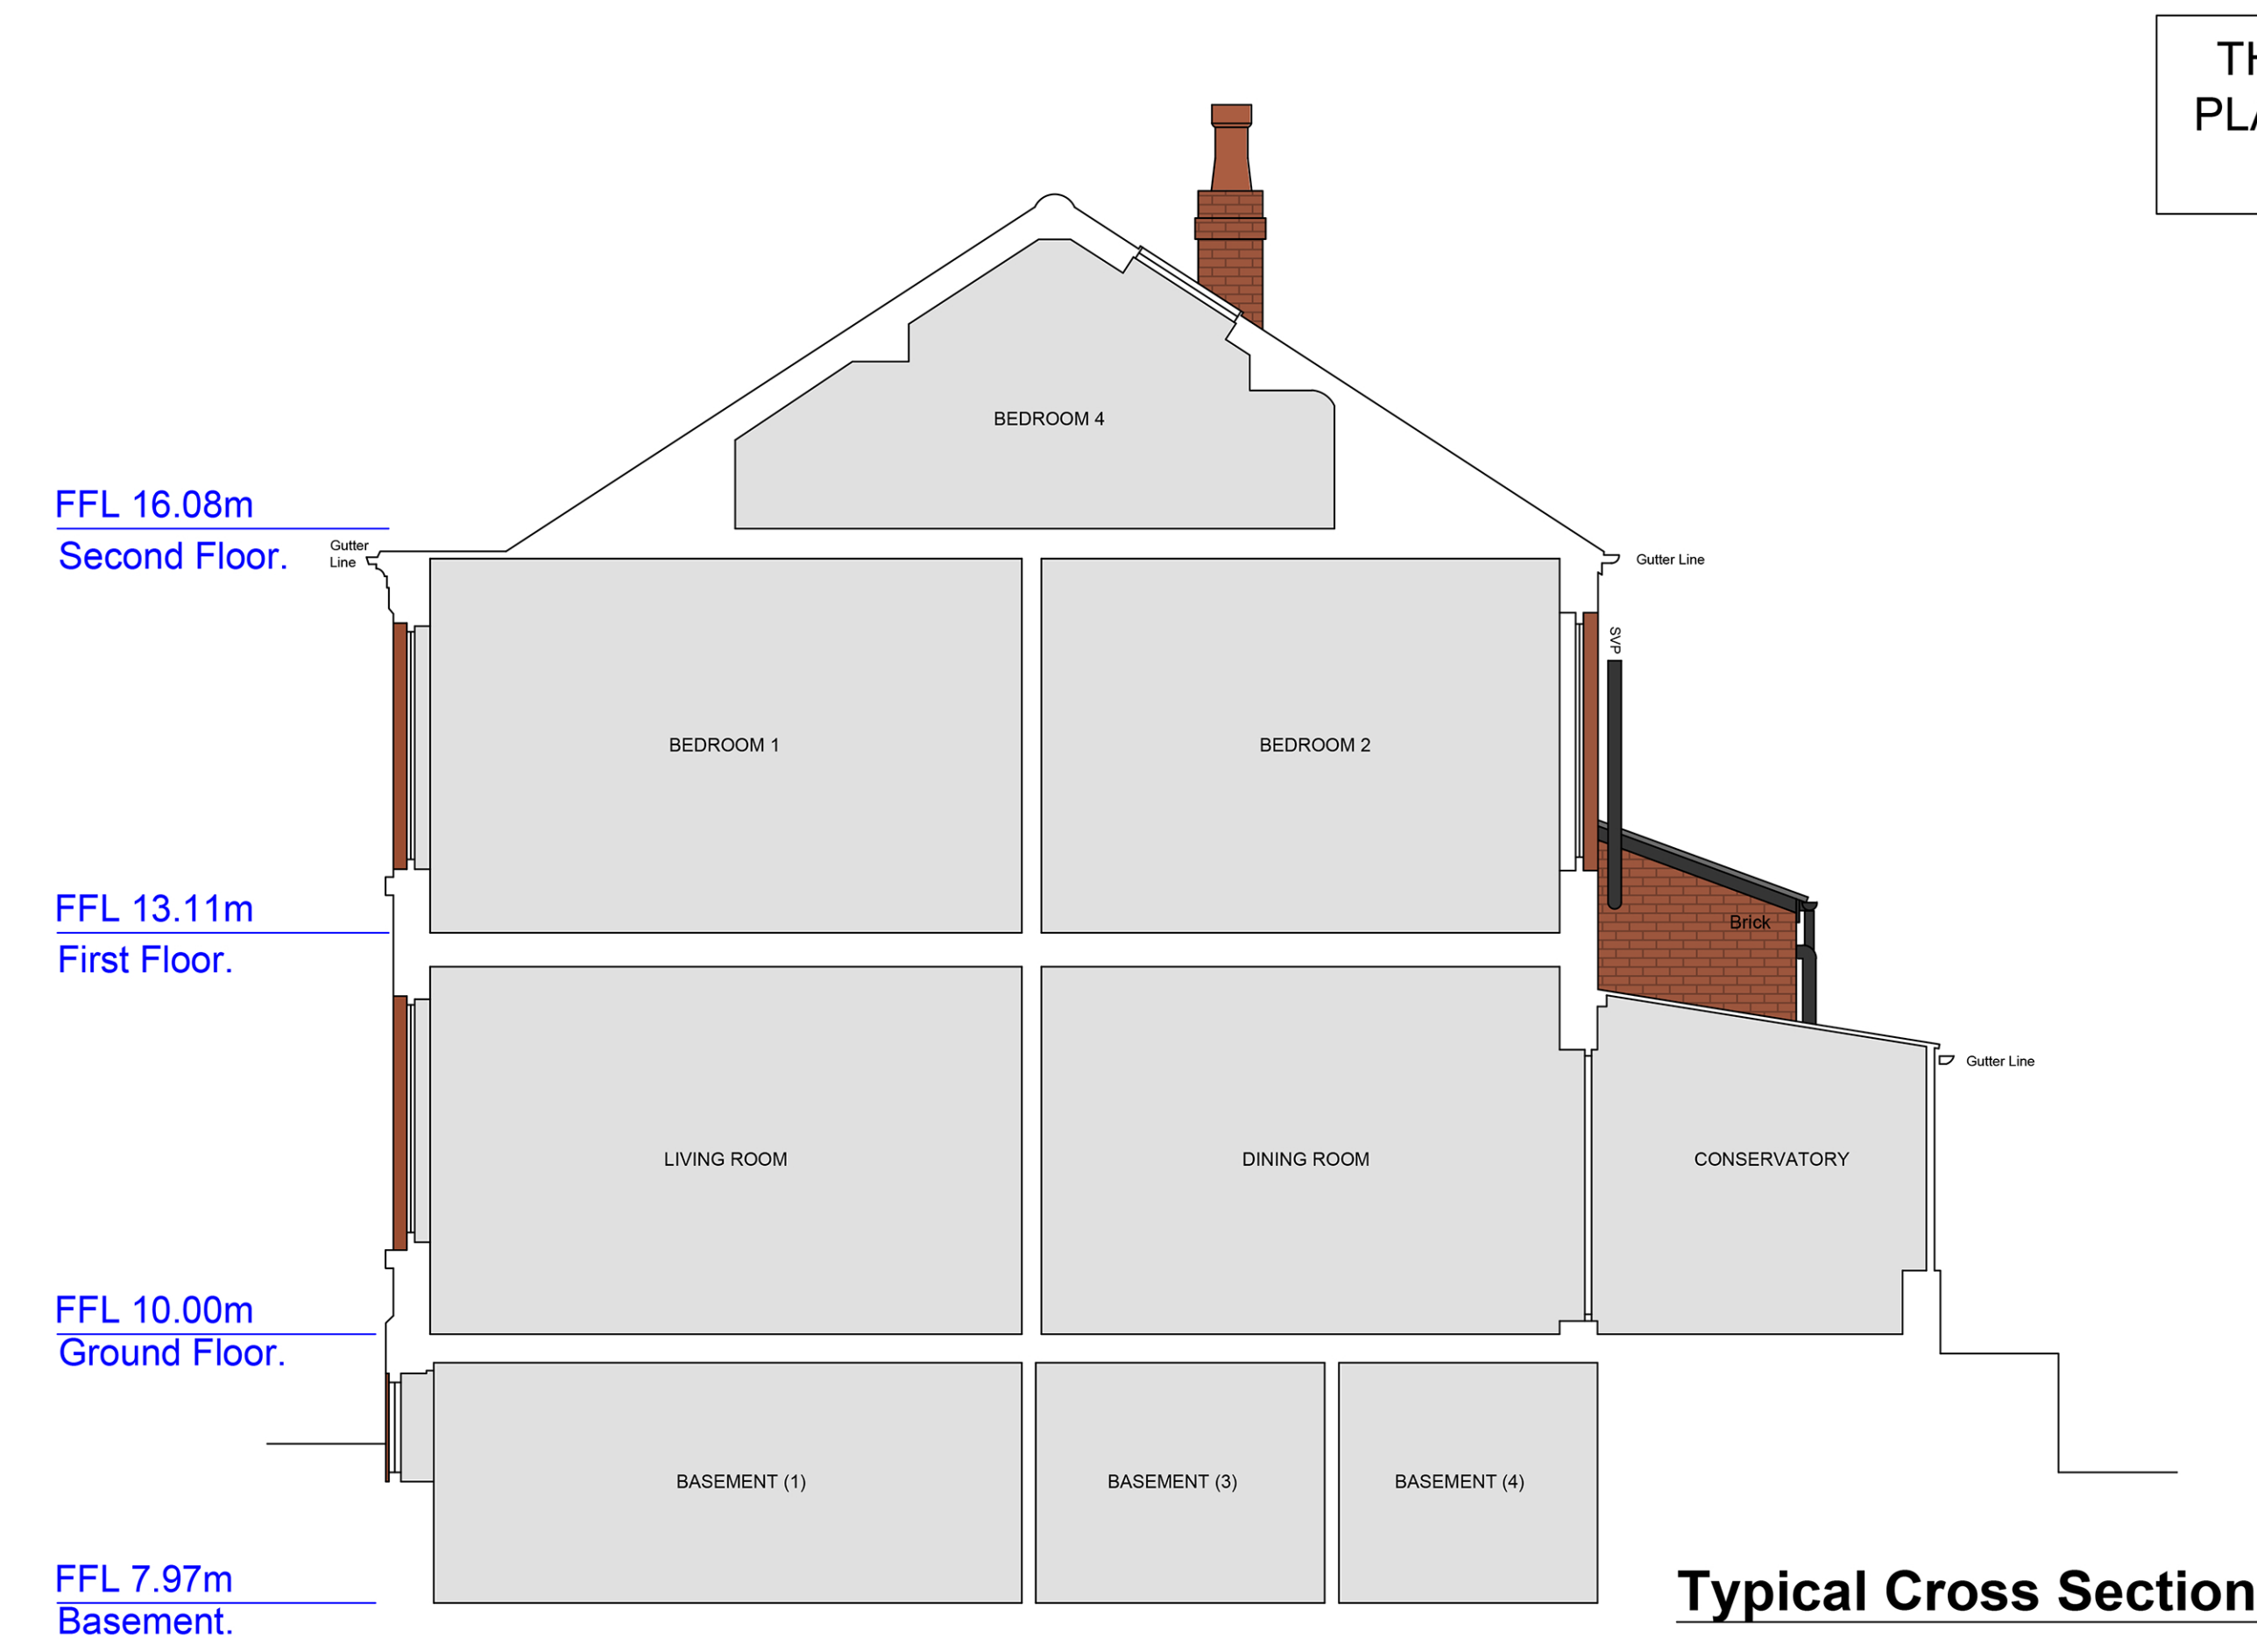 TH
PLA
BEDROOM 4
FFL 16.08m
Second Floor.
Gutter
Line
Gutter Line
SVP
BEDROOM 1
BEDROOM 2
FFL 13.11m
First Floor.
Brick
Gutter Line
LIVING ROOM
DINING ROOM
CONSERVATORY
FFL 10.00m
Ground Floor.
BASEMENT (1)
BASEMENT (3)
BASEMENT (4)
FFL 7.97m
Basement.
Typical Cross Section